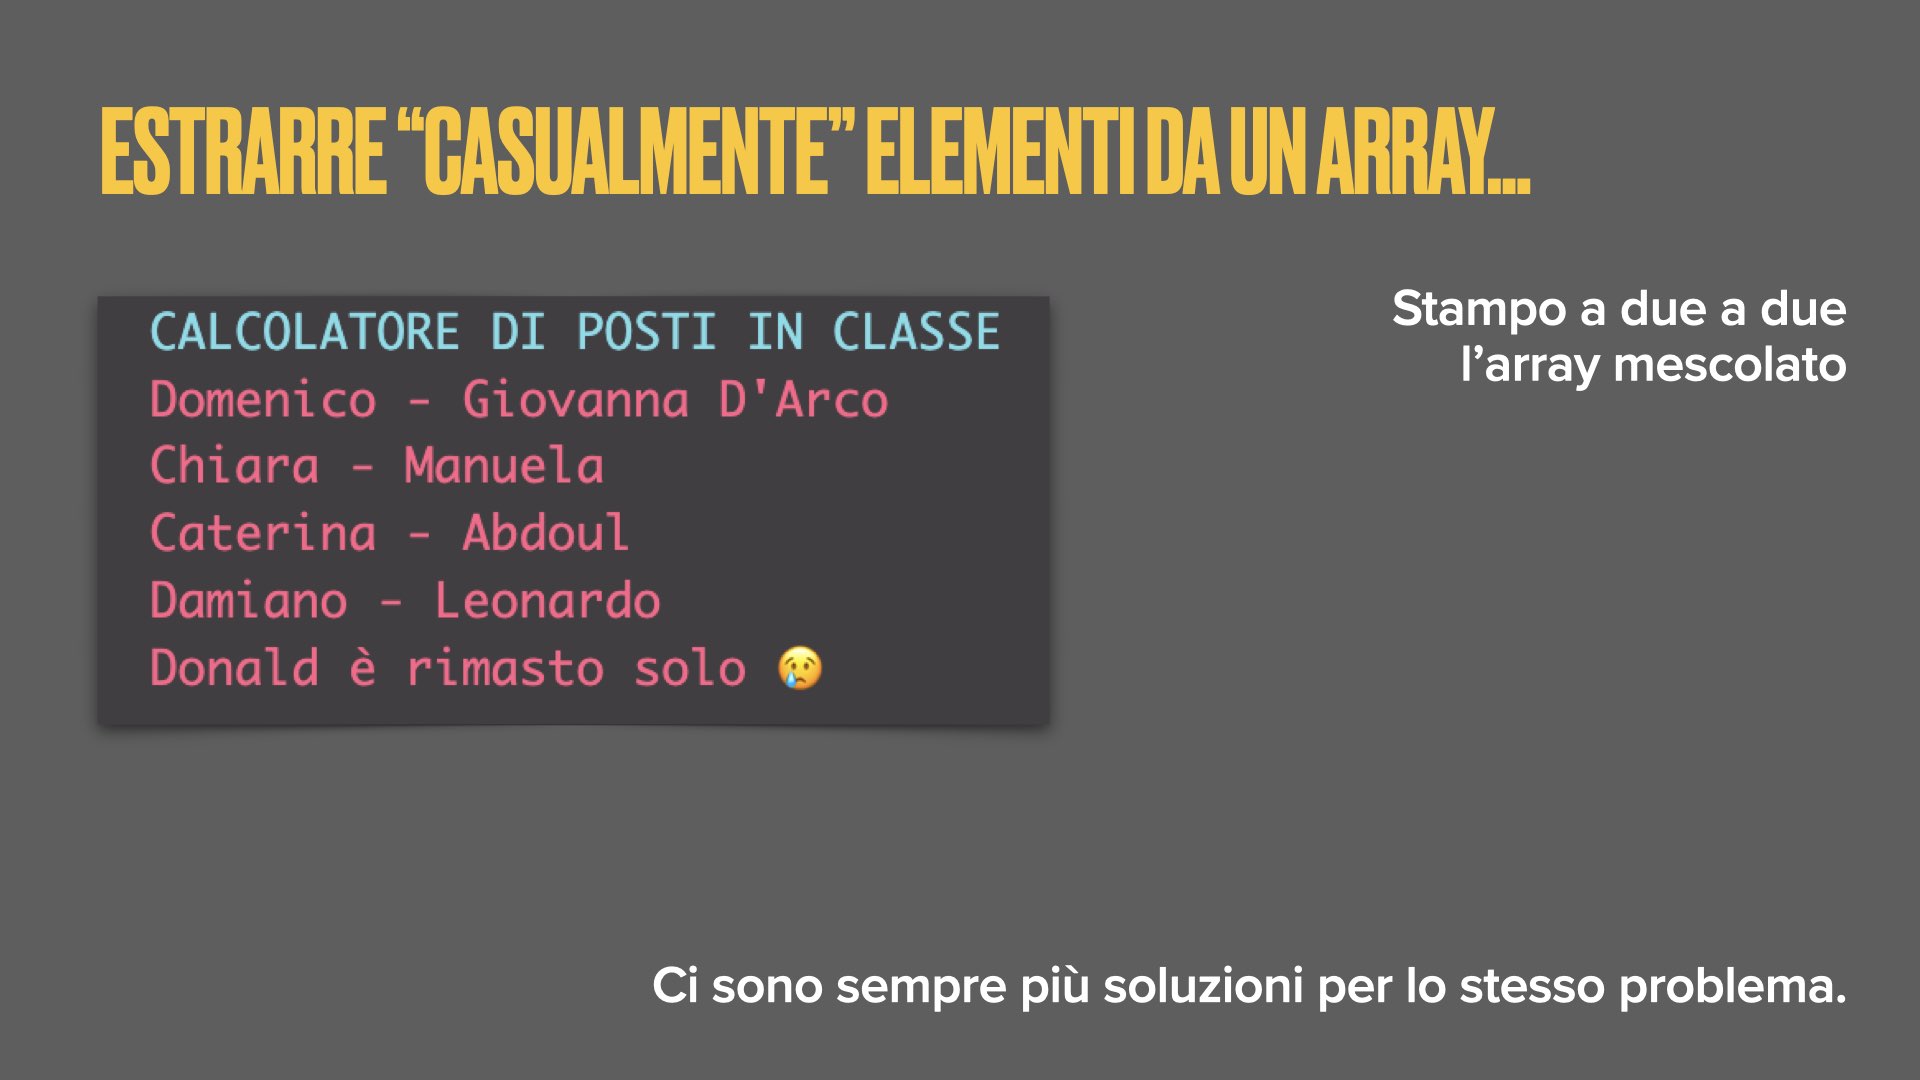 ESTRARRE “CASUALMENTE” ELEMENTI DA UN ARRAY...
CALCOLATORE DI POSTI IN CLASSE
Domenico - Giovanna D'Arco
Chiara - Manuela
Caterina - Abdoul
Damiano - Leonardo
Donald è rimasto solo 😢
Stampo a due a due
l’array mescolato
Ci sono sempre più soluzioni per lo stesso problema.